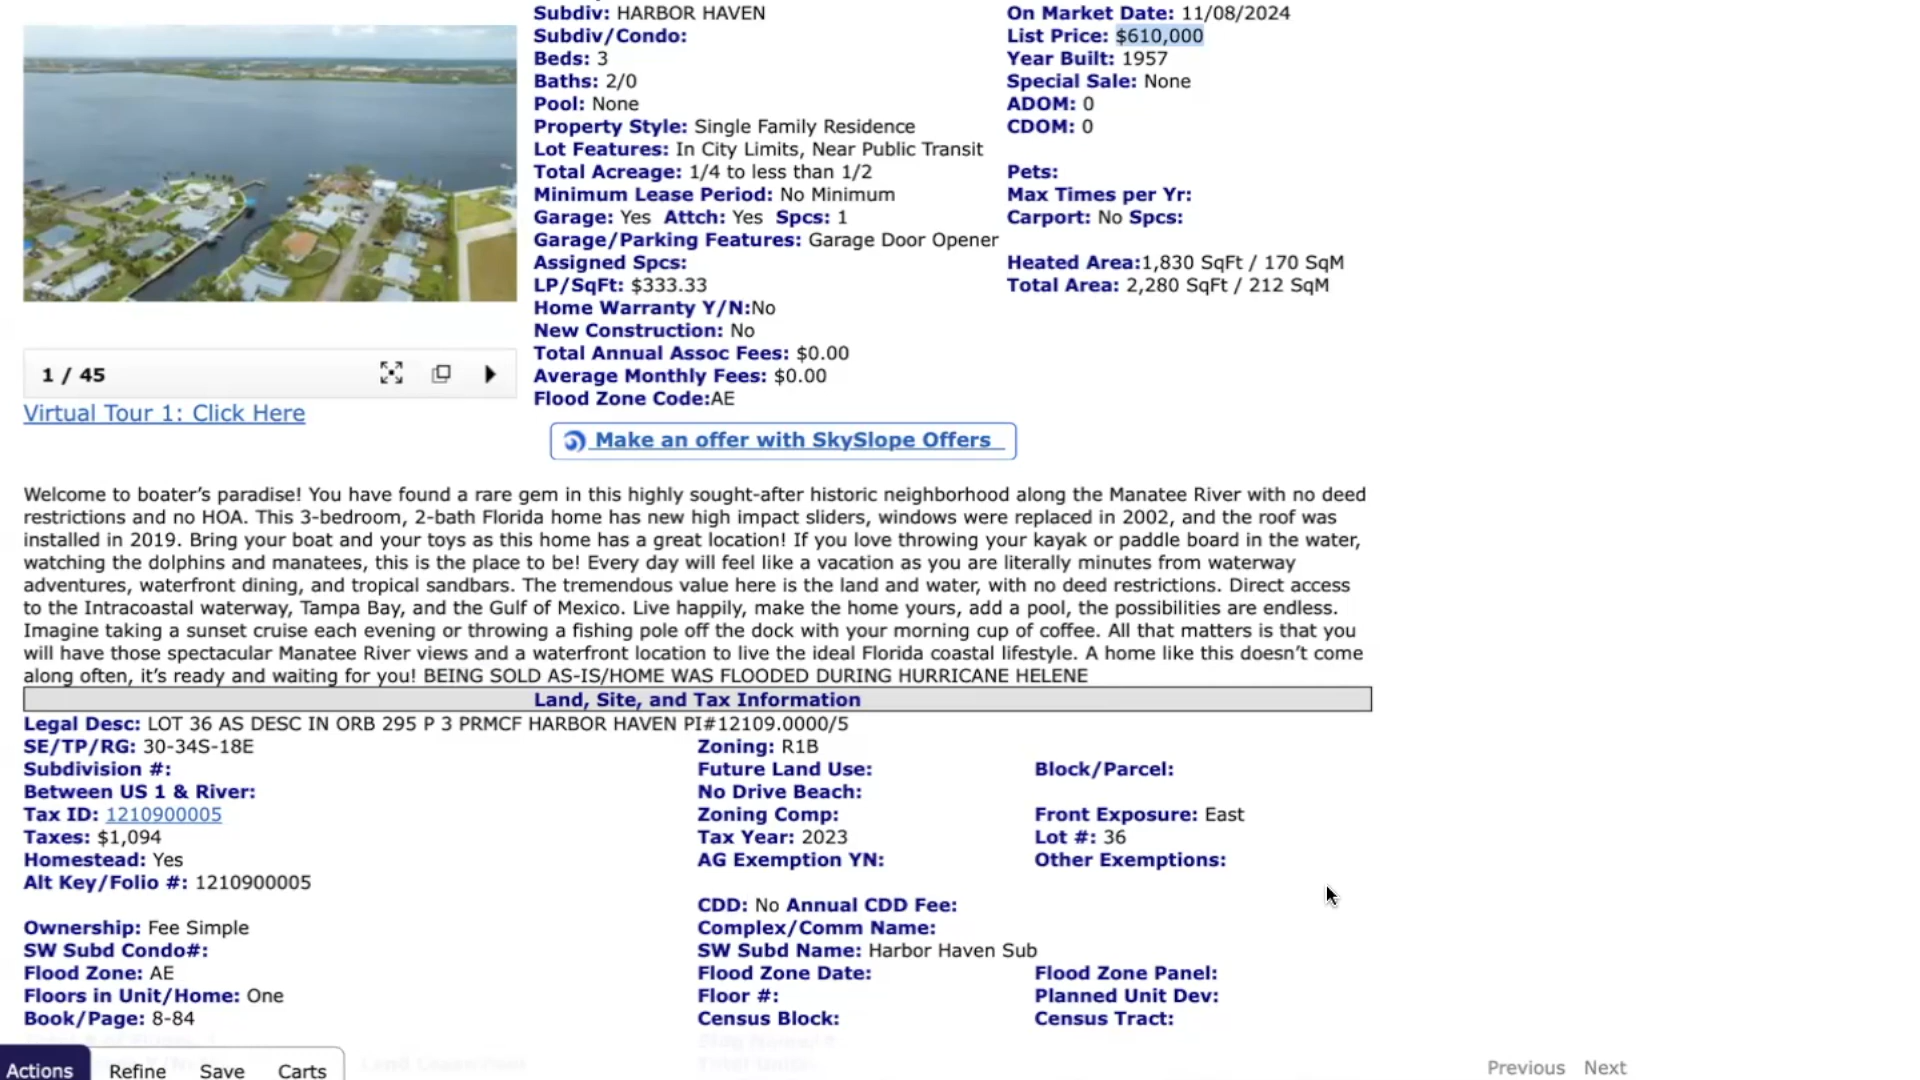 Subdiv: HARBOR HAVEN
On Market Date: 11/08/2024
Subdiv/Condo:
List Price: $610,000
Beds: 3
Year Built: 1957
Baths: 2/0
Special Sale: None
Pool: None
ADOM: 0
Property Style: Single Family Residence
CDOM: 0
Lot Features: In City Limits, Near Public Transit
Total Acreage: 1/4 to less than 1/2
Pets:
Minimum Lease Period: No Minimum
Max Times per Yr:
Garage: Yes Attch: Yes Spcs: 1
Carport: No Spcs:
Garage/Parking Features: Garage Door Opener
Assigned Spcs:
Heated Area:1,830 SqFt / 170 SqM
LP/SqFt: $333.33
Total Area: 2,280 SqFt / 212 SqM
Home Warranty Y/N:No
New Construction: No
Total Annual Assoc Fees: $0.00
Average Monthly Fees: $0.00
Flood Zone Code:AE
1 / 45
Virtual Tour 1: Click Here
Make an offer with SkySlope Offers
Welcome to boater’s paradise! You have found a rare gem in this highly sought-after historic neighborhood along the Manatee River with no deed
restrictions and no HOA. This 3-bedroom, 2-bath Florida home has new high impact sliders, windows were replaced in 2002, and the roof was
installed in 2019. Bring your boat and your toys as this home has a great location! If you love throwing your kayak or paddle board in the water,
watching the dolphins and manatees, this is the place to be! Every day will feel like a vacation as you are literally minutes from waterway
adventures, waterfront dining, and tropical sandbars. The tremendous value here is the land and water, with no deed restrictions. Direct access
to the Intracoastal waterway, Tampa Bay, and the Gulf of Mexico. Live happily, make the home yours, add a pool, the possibilities are endless.
Imagine taking a sunset cruise each evening or throwing a fishing pole off the dock with your morning cup of coffee. All that matters is that you
will have those spectacular Manatee River views and a waterfront location to live the ideal Florida coastal lifestyle. A home like this doesn’t come
along often, it’s ready and waiting for you! BEING SOLD AS-IS/HOME WAS FLOODED DURING HURRICANE HELENE
Land, Site, and Tax Information
Legal Desc: LOT 36 AS DESC IN ORB 295 P 3 PRMCF HARBOR HAVEN PI#12109.0000/5
SE/TP/RG: 30-34S-18E
Zoning: R1B
Subdivision #:
Future Land Use:
Block/Parcel:
Between US 1 & River:
No Drive Beach:
Tax ID: 1210900005
Zoning Comp:
Front Exposure: East
Taxes: $1,094
Tax Year: 2023
Lot #: 36
Homestead: Yes
AG Exemption YN:
Other Exemptions:
Alt Key/Folio #: 1210900005
CDD: No Annual CDD Fee:
Ownership: Fee Simple
Complex/Comm Name:
SW Subd Condo#:
SW Subd Name: Harbor Haven Sub
Flood Zone: AE
Flood Zone Date:
Flood Zone Panel:
Floors in Unit/Home: One
Floor #:
Planned Unit Dev:
Book/Page: 8-84
Census Block:
Census Tract:
Actions
Refine
Save
Carts
Previous
Next